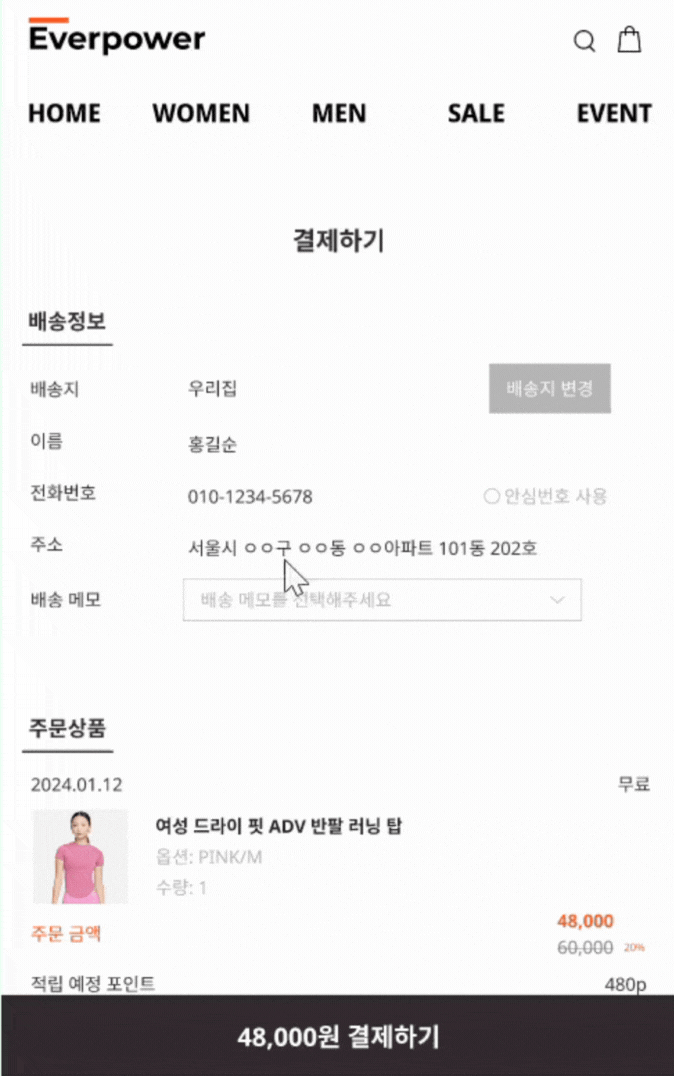 Everpower
HOME WOMEN MEN SALE EVENT
결제하기
배송정보
배송지 우리집 배송지 변경
이름 홍길순
전화번호 010-1234-5678 안심번호 사용
주소 서울시 ㅇㅇ구 ㅇㅇ동 ㅇㅇ아파트 101동 202호
배송 메모 배송 메모를 선택해주세요
주문상품
2024.01.12 무료
여성 드라이 핏 ADV 반팔 러닝 탑
옵션: PINK/M
수량: 1
주문 금액 48,000
60,000 20%
적립 예정 포인트 480p
48,000원 결제하기